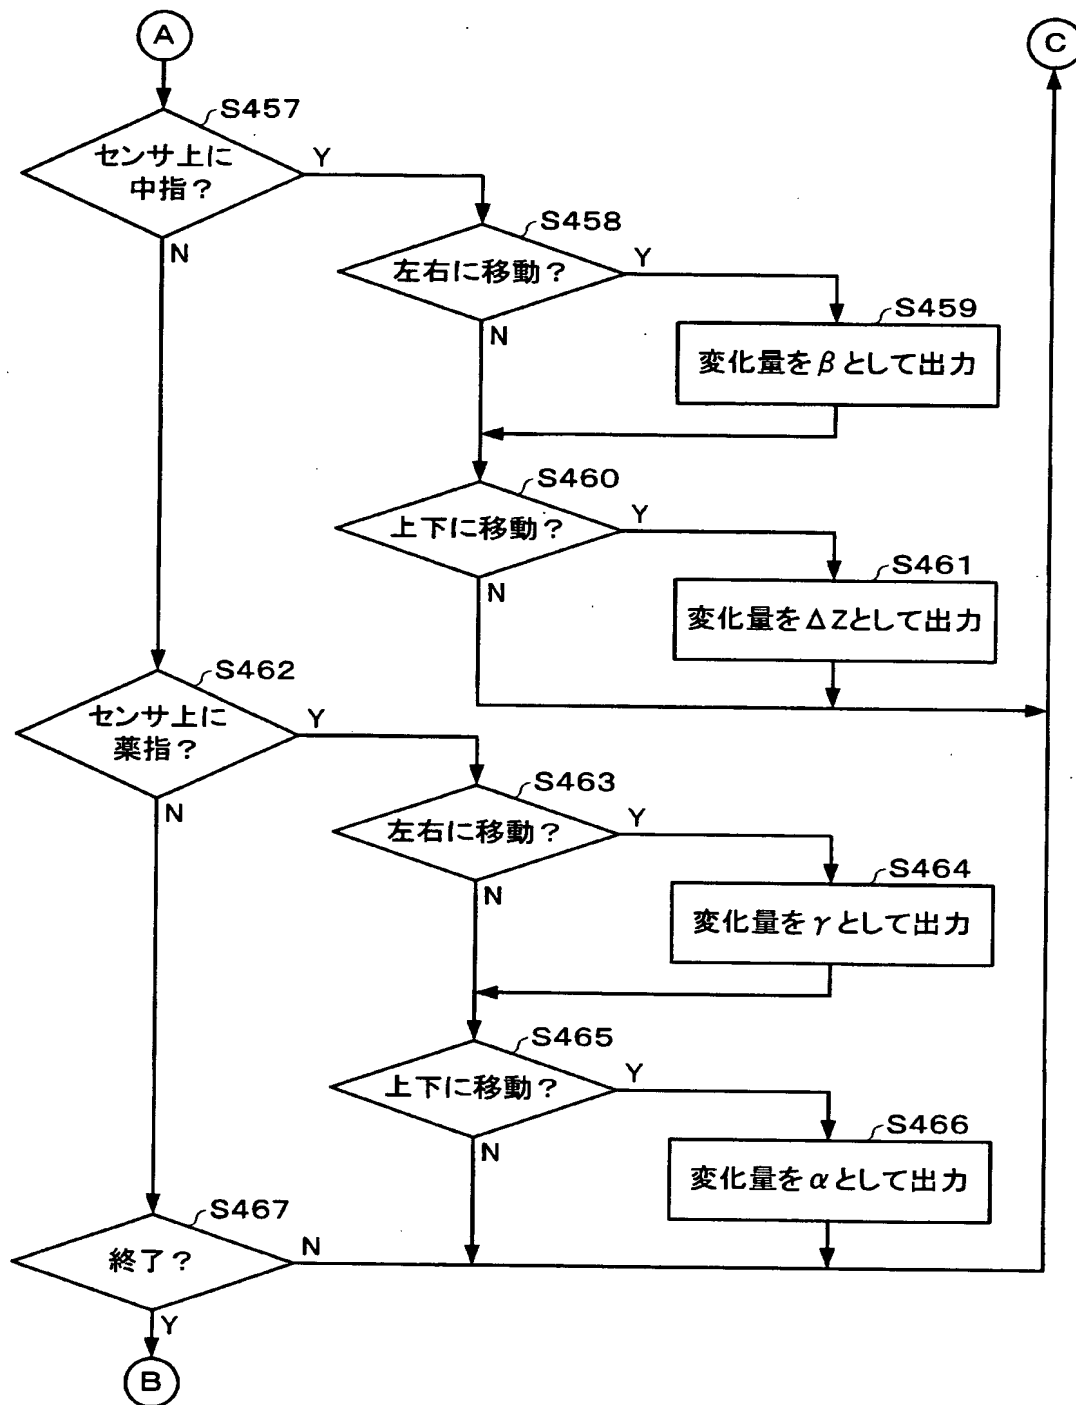 A
C
S457
センサ上に
中指?
Y
N
S458
左右に移動?
Y
N
S459
変化量をβとして出力
S460
上下に移動?
Y
N
S461
変化量をΔZとして出力
S462
センサ上に
薬指?
Y
N
S463
左右に移動?
Y
N
S464
変化量をγとして出力
S465
上下に移動?
Y
N
S466
変化量をαとして出力
S467
終了?
N
Y
B